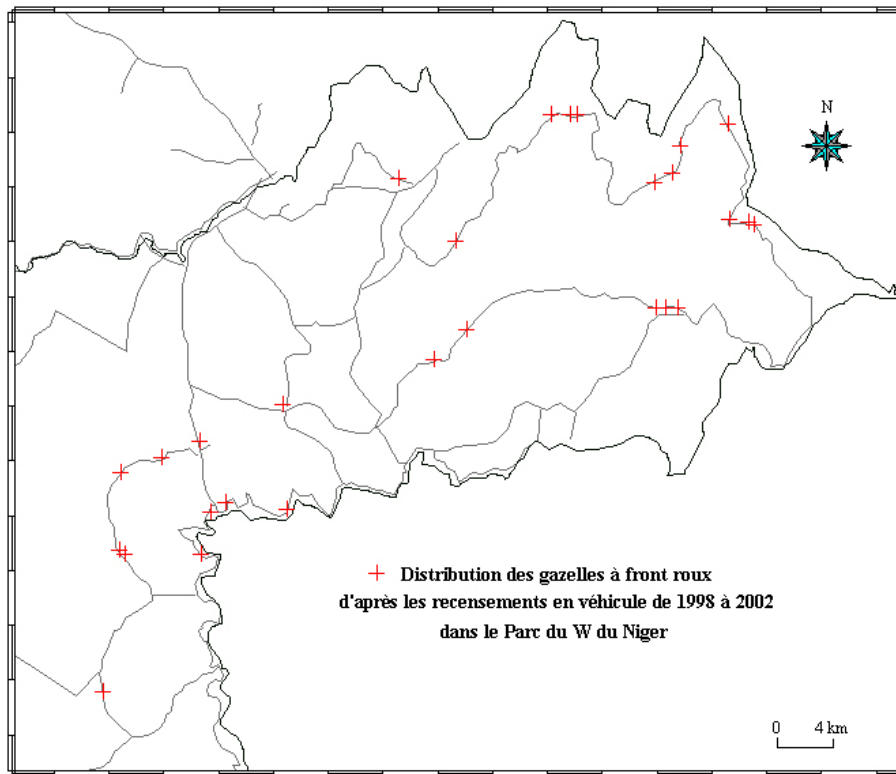 N
Distribution des gazelles à front roux
d'après les recensements en véhicule de 1998 à 2002
dans le Parc du W du Niger
0 4 km